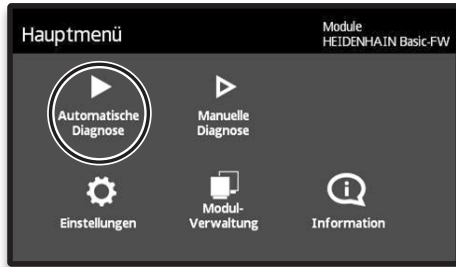 Hauptmenü
Module
HEIDENHAIN Basic-FW
Automatische
Diagnose
Manuelle
Diagnose
Einstellungen
Modul-
Verwaltung
Information